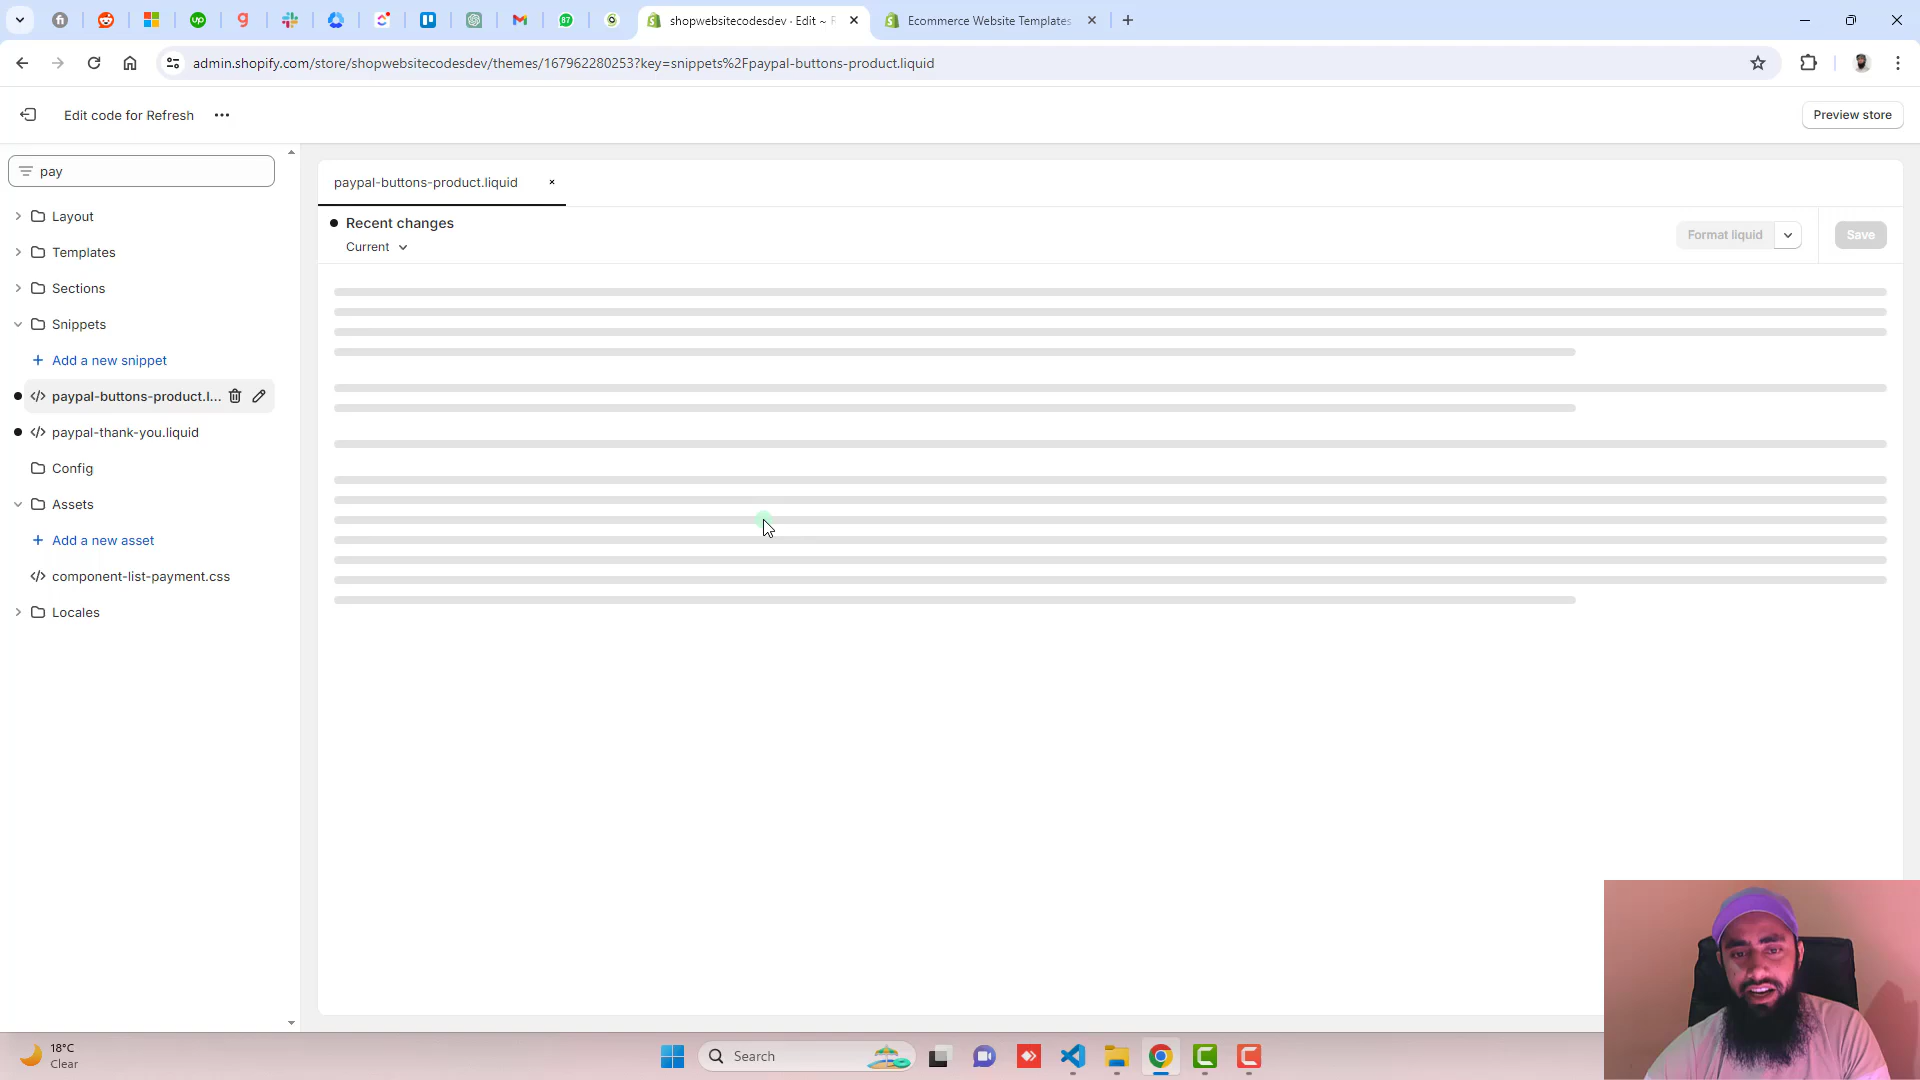 shopwebsitecodesdev · Edit ~
Ecommerce Website Templates
admin.shopify.com/store/shopwebsitecodesdev/themes/167962280253?key=snippets%2Fpaypal-buttons-product.liquid
Edit code for Refresh
Preview store
pay
paypal-buttons-product.liquid
Recent changes
Current
Format liquid
Save
Layout
Templates
Sections
Snippets
Add a new snippet
paypal-buttons-product.l...
paypal-thank-you.liquid
Config
Assets
Add a new asset
component-list-payment.css
Locales
18°C
Clear
Search
up
87